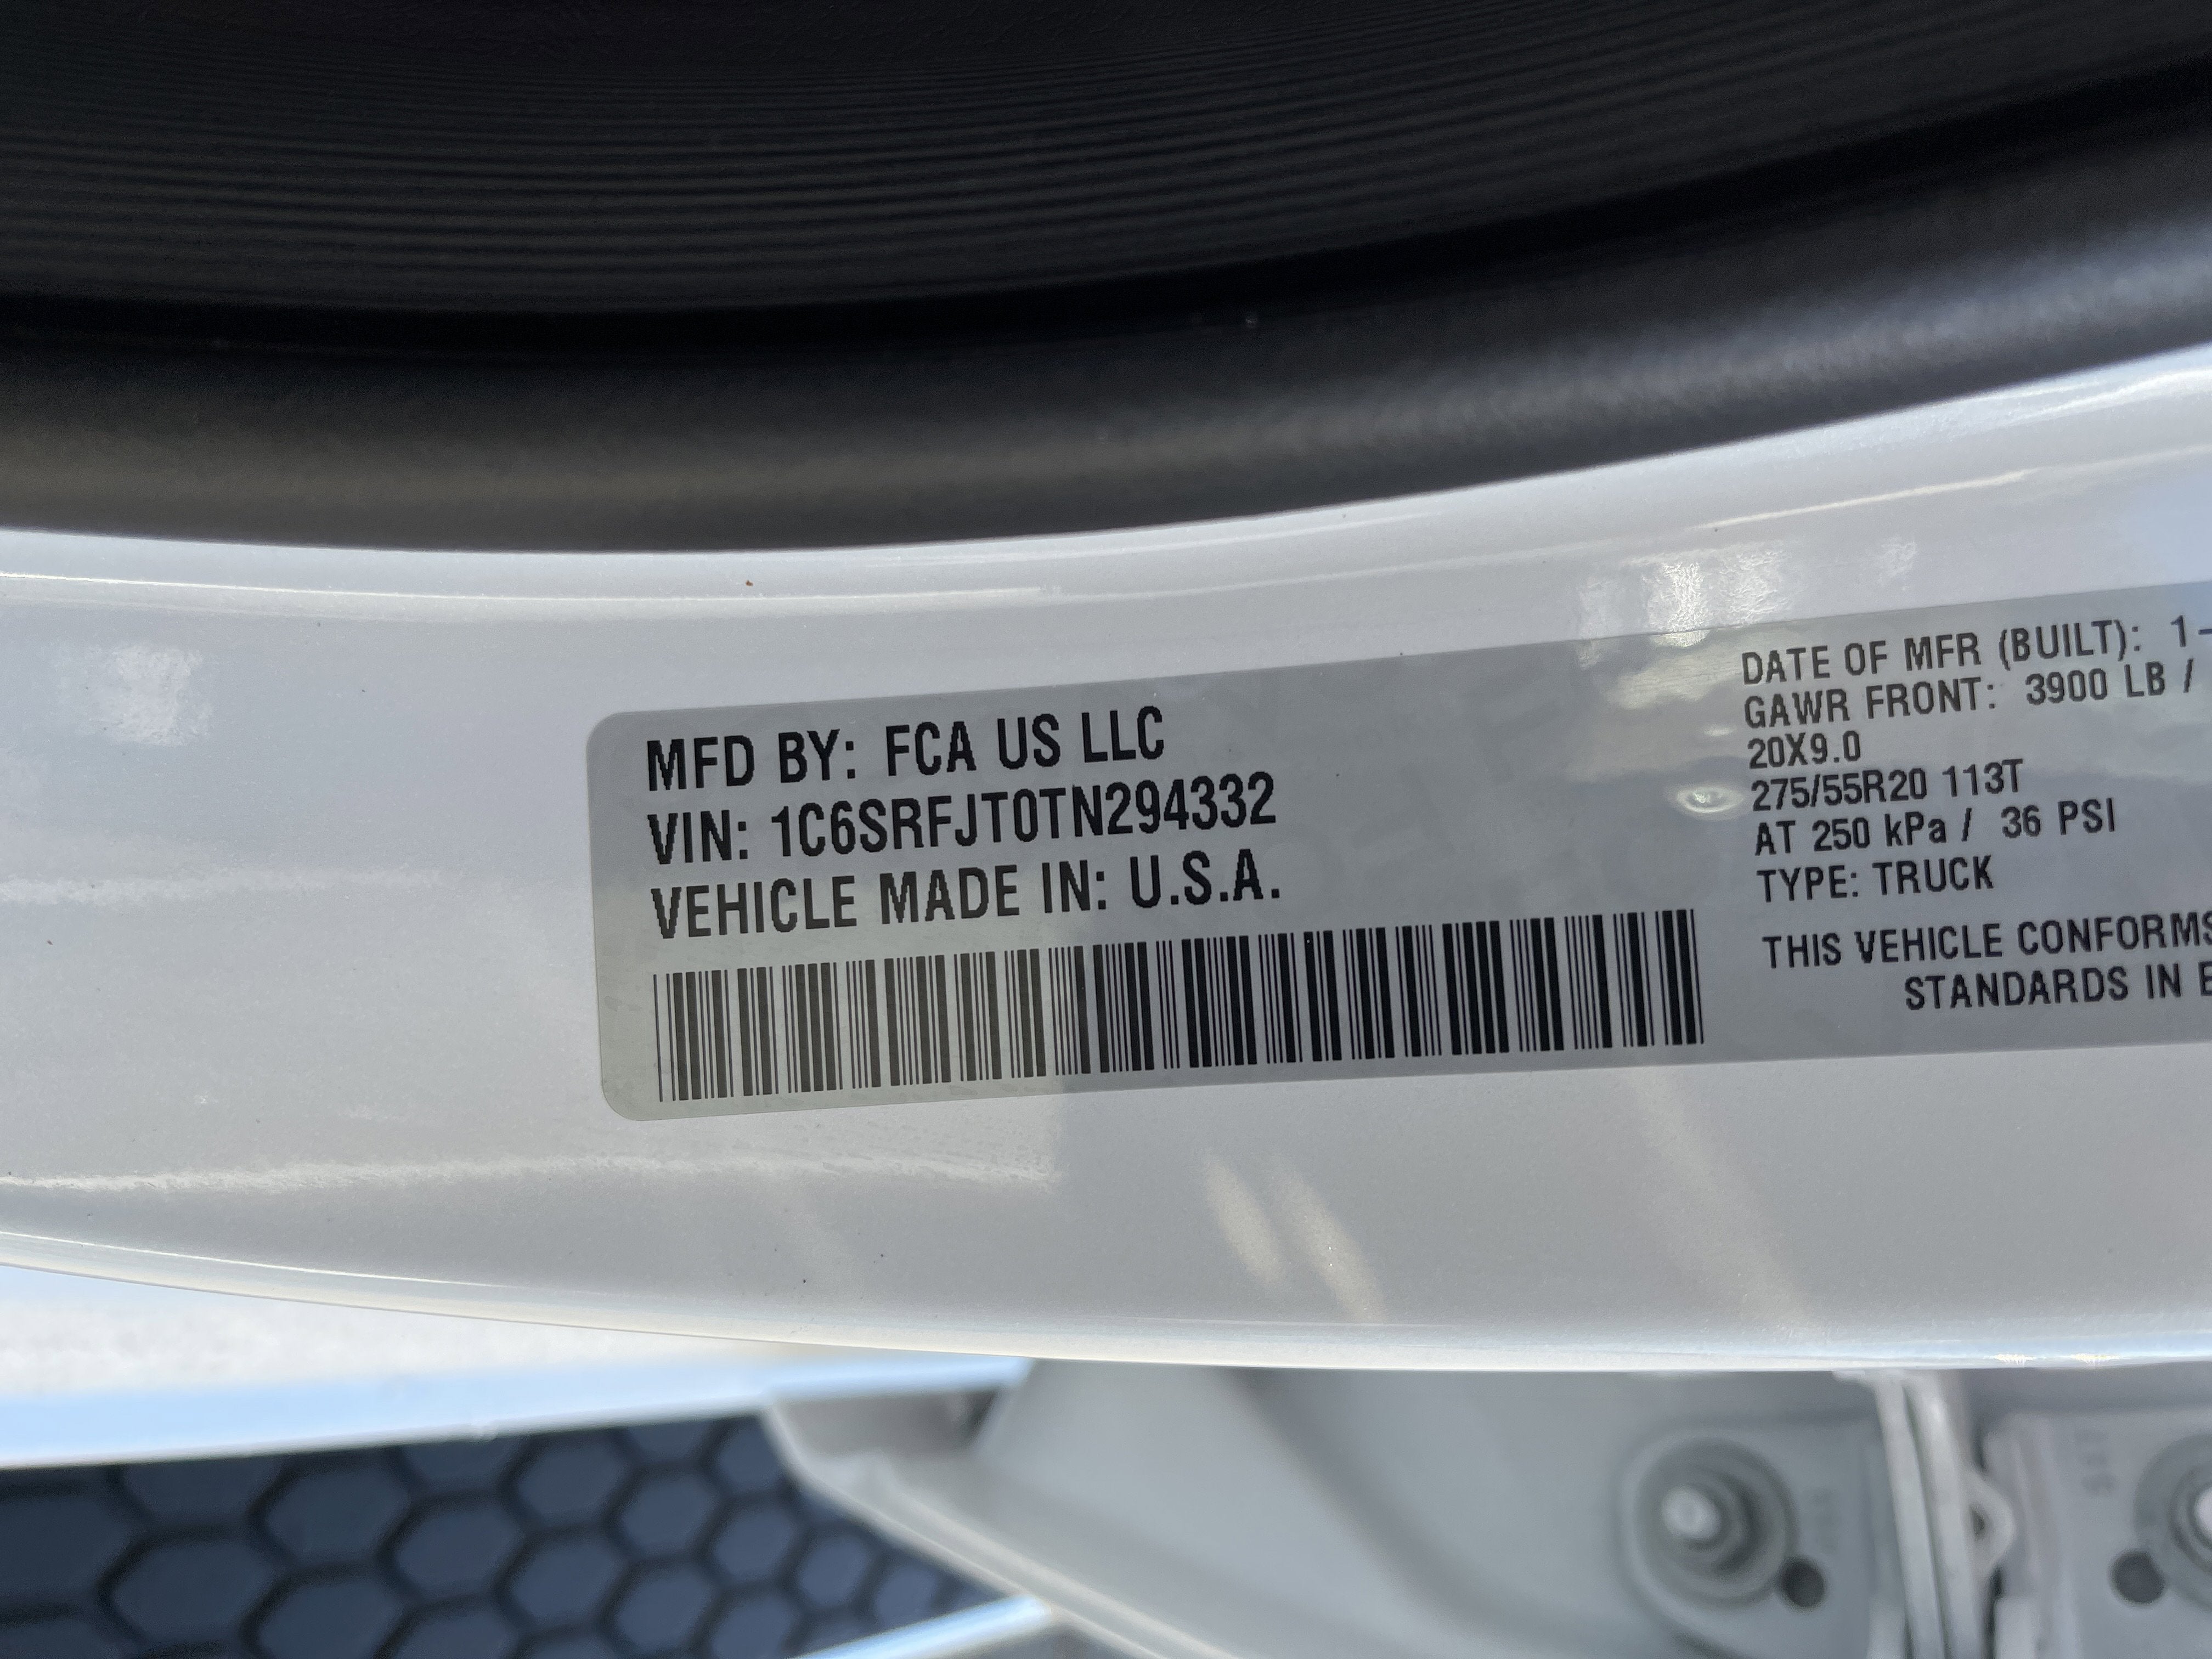 MFD BY: FCA US LLC
VIN: 1C6SRFJT0TN294332
VEHICLE MADE IN: U.S.A.
DATE OF MFR (BUILT): 1-
GAWR FRONT: 3900 LB /
20X9.0
275/55R20 113T
AT 250 kPa / 36 PSI
TYPE: TRUCK
THIS VEHICLE CONFORMS
STANDARDS IN